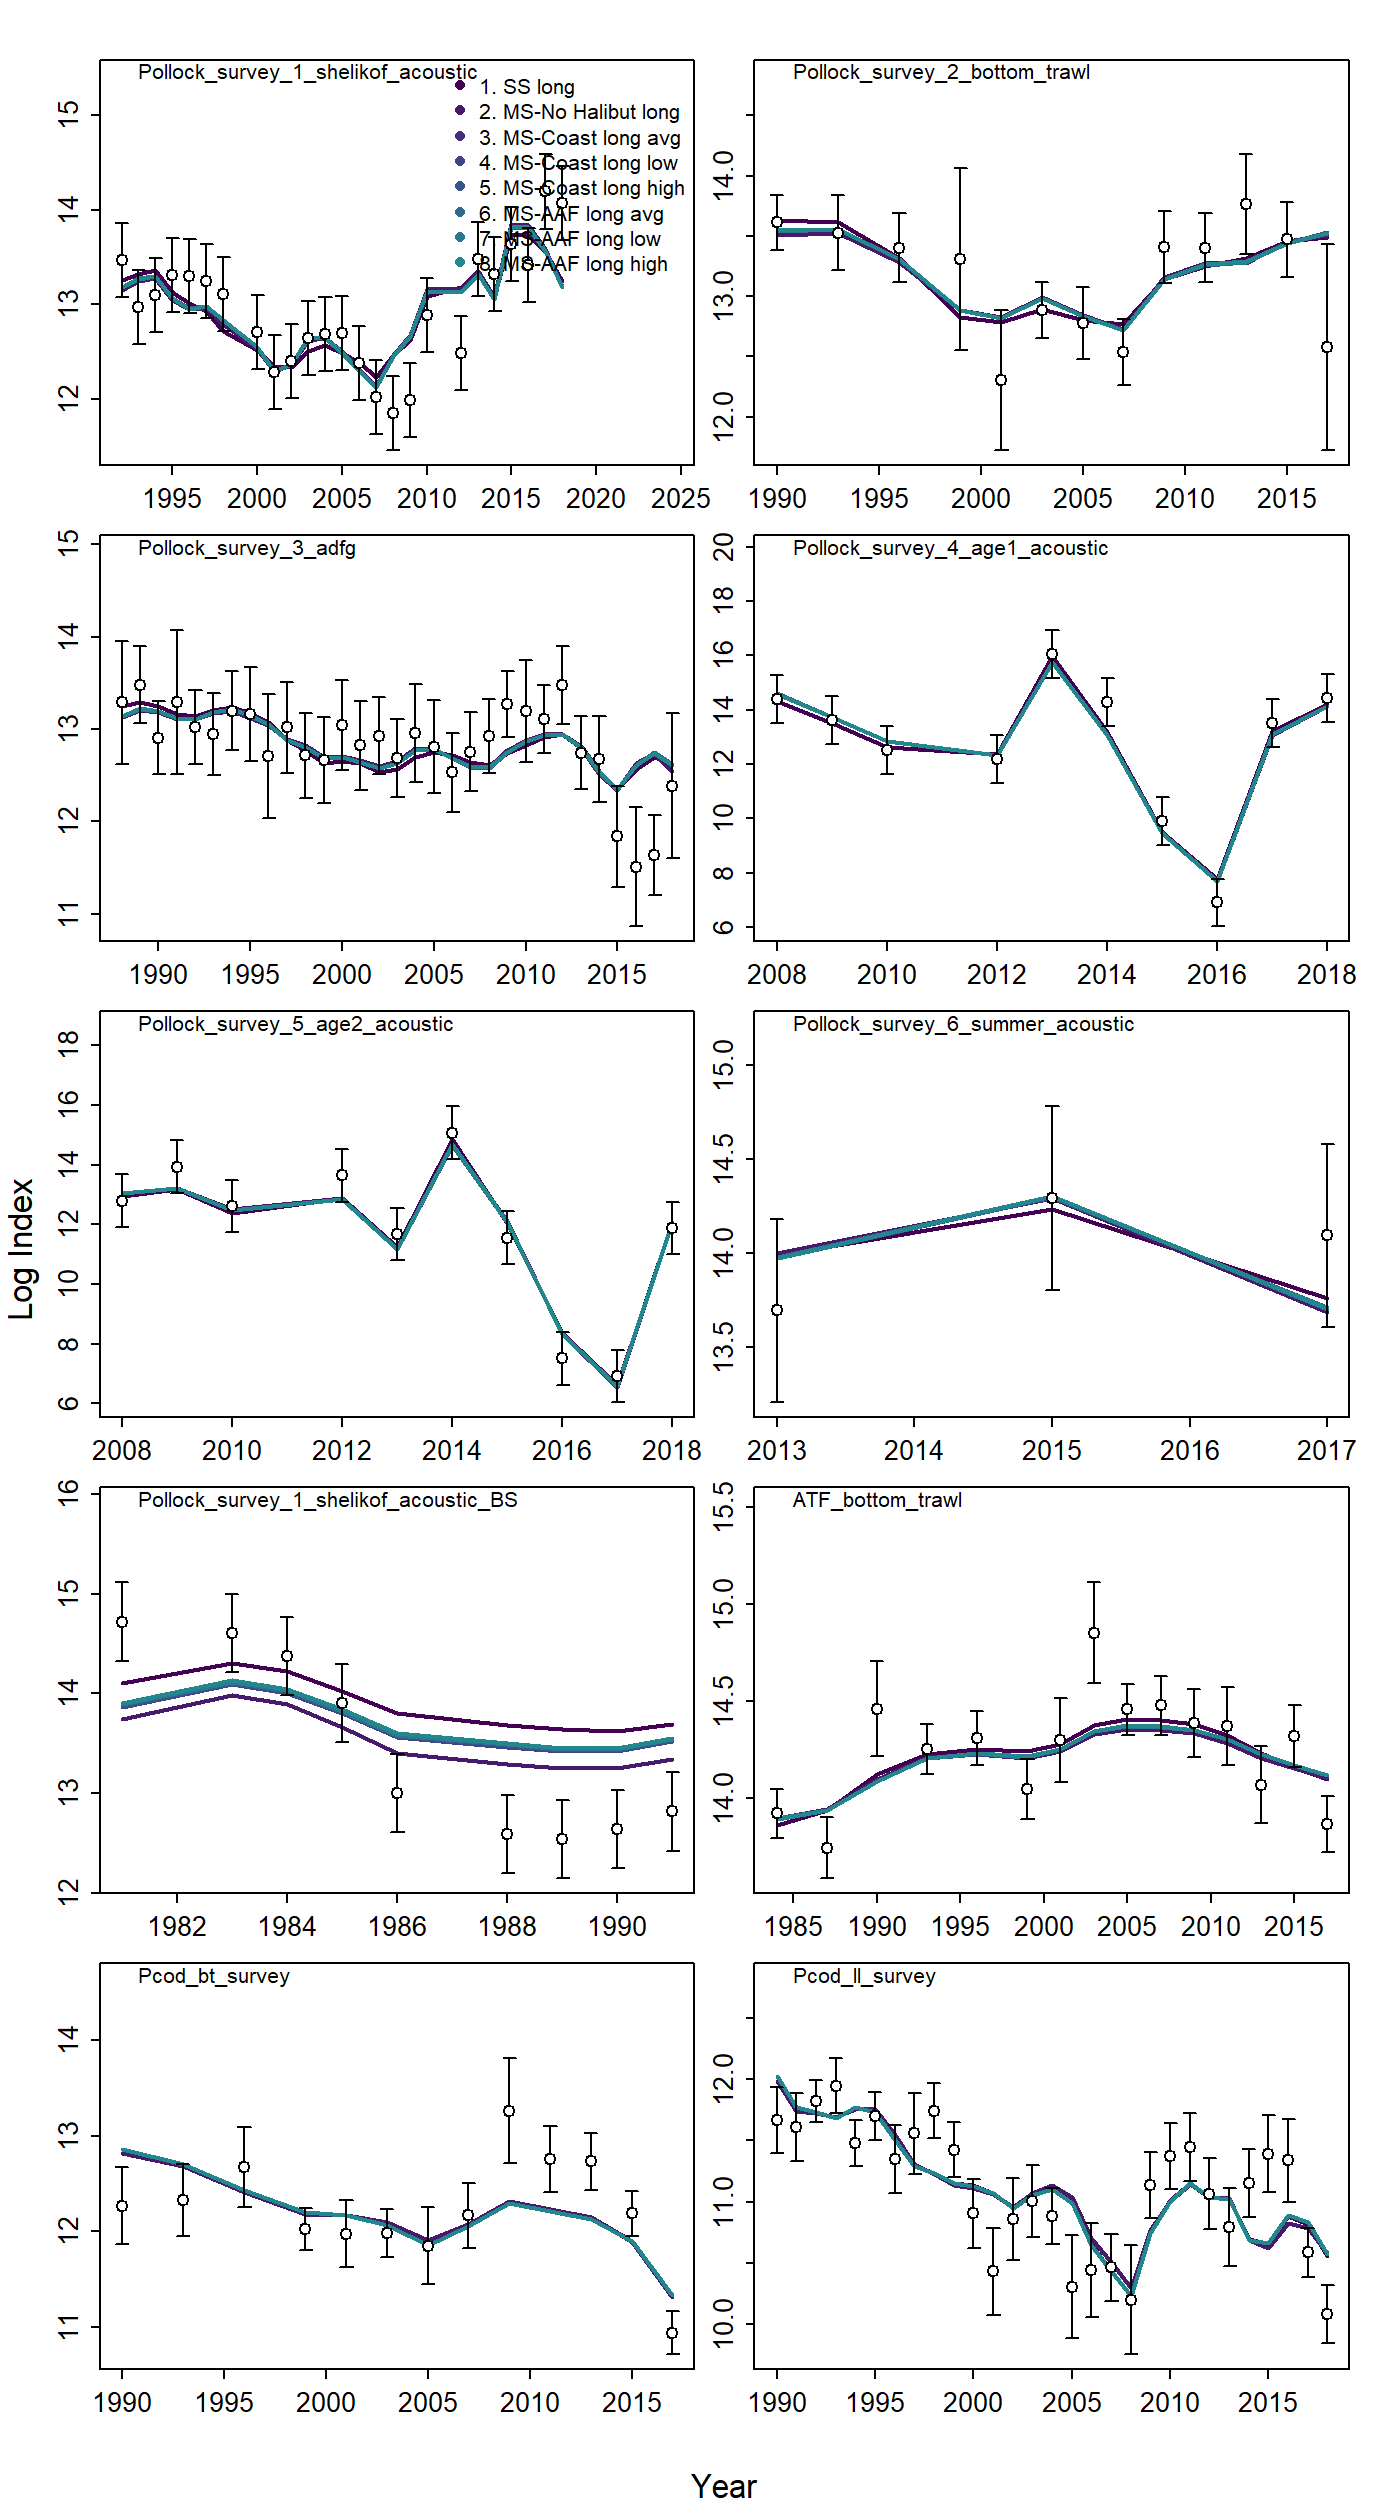 Pollock_survey_1_shelikof_acoustic
1. SS long
2. MS-No Halibut long
3. MS-Coast long avg
4. MS-Coast long low
5. MS-Coast long high
6. MS-AAF long avg
7. MS-AAF long low
8. MS-AAF long high
15
14
13
12
1995 2000 2005 2010 2015 2020 2025
Pollock_survey_2_bottom_trawl
14.0
13.0
12.0
1990 1995 2000 2005 2010 2015
Pollock_survey_3_adfg
15
14
13
12
11
1990 1995 2000 2005 2010 2015
Pollock_survey_4_age1_acoustic
20
18
16
14
12
10
8
6
2008 2010 2012 2014 2016 2018
Pollock_survey_5_age2_acoustic
18
16
14
12
10
8
6
2008 2010 2012 2014 2016 2018
Pollock_survey_6_summer_acoustic
15.0
14.5
14.0
13.5
2013 2014 2015 2016 2017
Log Index
Pollock_survey_1_shelikof_acoustic_BS
16
15
14
13
12
1982 1984 1986 1988 1990
ATF_bottom_trawl
15.5
15.0
14.5
14.0
1985 1990 1995 2000 2005 2010 2015
Pcod_bt_survey
14
13
12
11
1990 1995 2000 2005 2010 2015
Pcod_ll_survey
12.0
11.0
10.0
1990 1995 2000 2005 2010 2015
Year